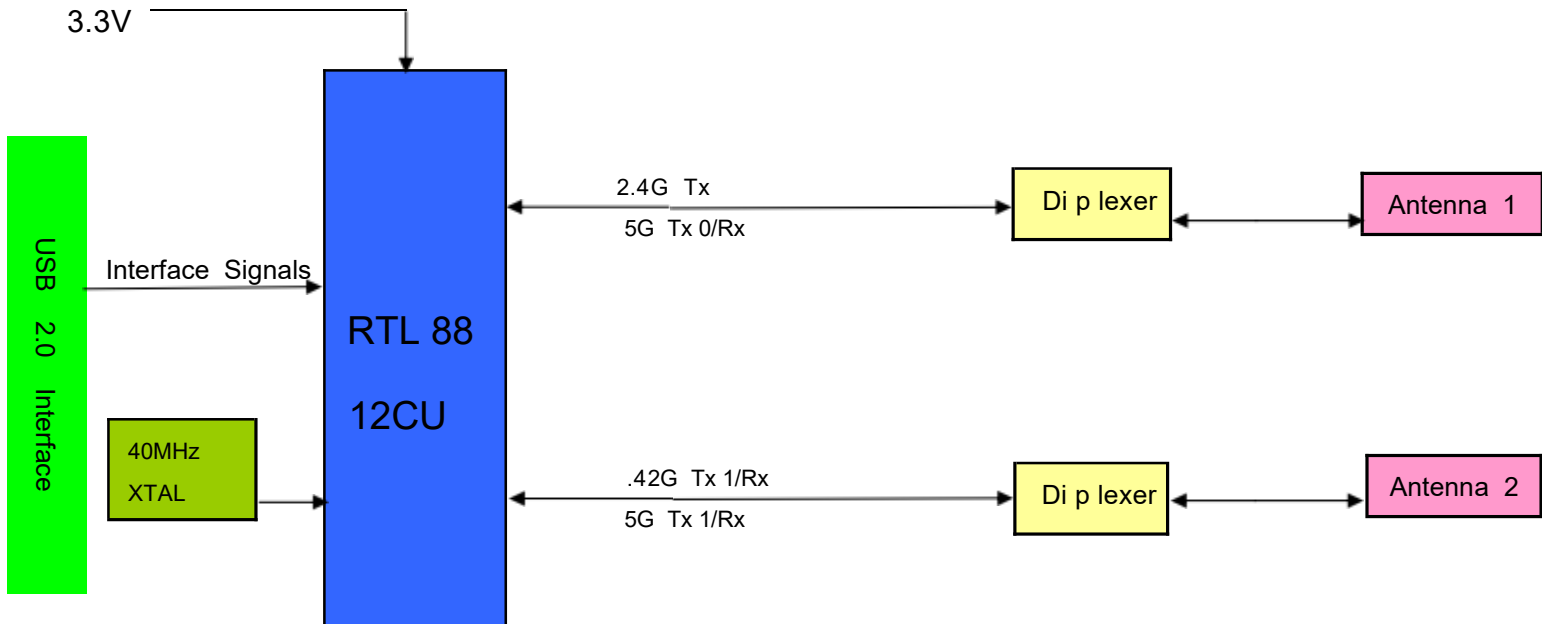 3.3V
2.4G Tx
5G Tx 0/Rx
Di p lexer
Antenna 1
USB 2.0 Interface
Interface Signals
RTL 88
12CU
40MHz
XTAL
.42G Tx 1/Rx
5G Tx 1/Rx
Di p lexer
Antenna 2